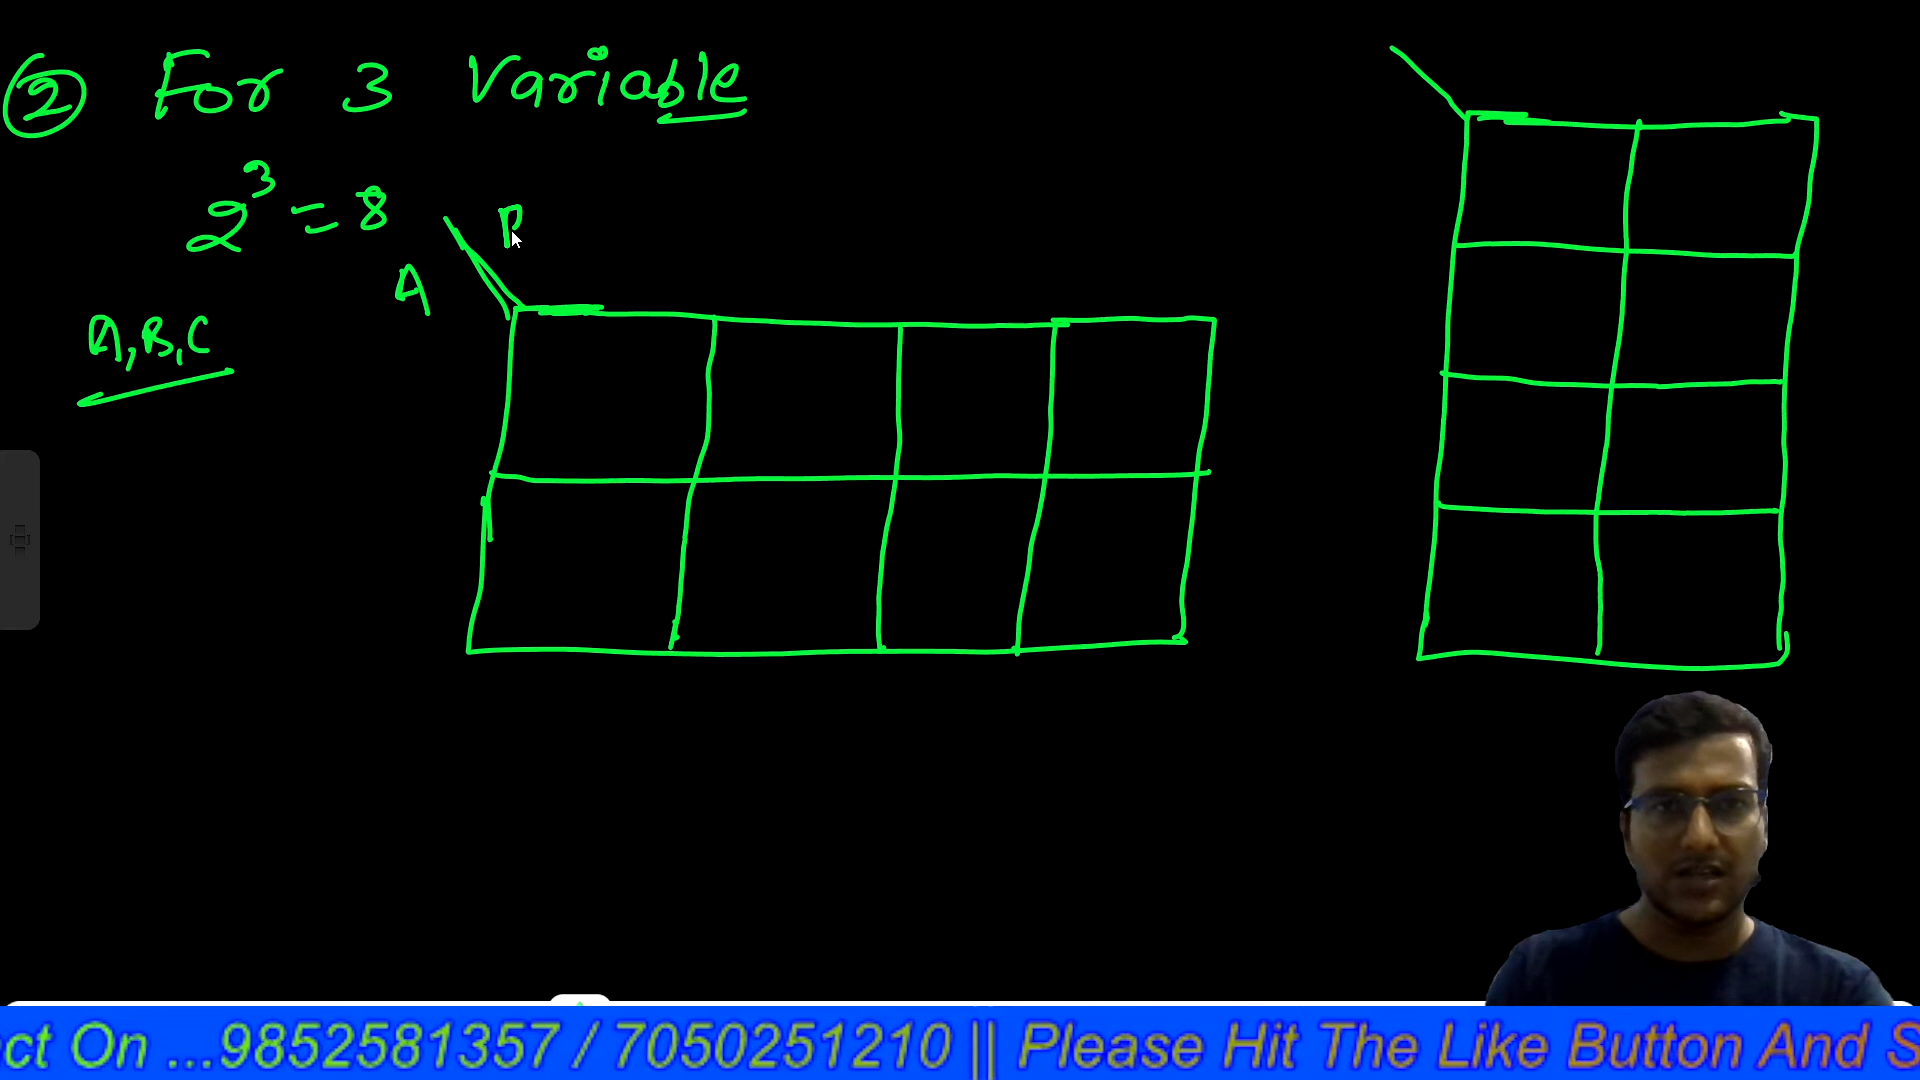 ② For 3 Variable
2³ = 8
A
A, B, C
ct On ...9852581357 / 7050251210 || Please Hit The Like Button And S